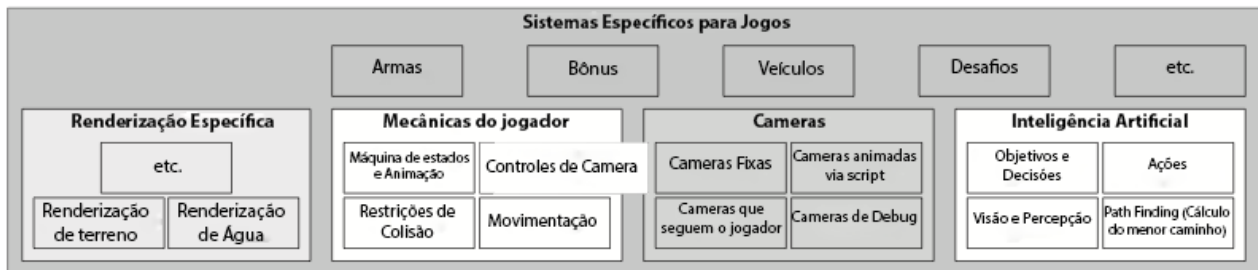 Sistemas Específicos para Jogos
Armas
Bônus
Veículos
Desafios
etc.
Renderização Específica
etc.
Renderização
de terreno
Renderização
de Água
Mecânicas do jogador
Máquina de estados
e Animação
Controles de Camera
Restrições de
Colisão
Movimentação
Cameras
Cameras Fixas
Cameras animadas
via script
Cameras que
seguem o jogador
Cameras de Debug
Inteligência Artificial
Objetivos e
Decisões
Ações
Visão e Percepção
Path Finding (Cálculo
do menor caminho)